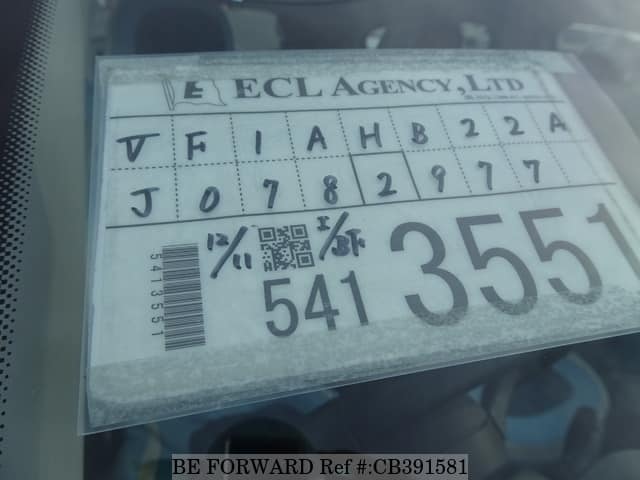 E ECL AGENCY, LTD
V F 1 A H B 2 2 A
J 0 7 8 2 9 7 7
12/11
541 3551
5413551
BE FORWARD Ref #:CB391581